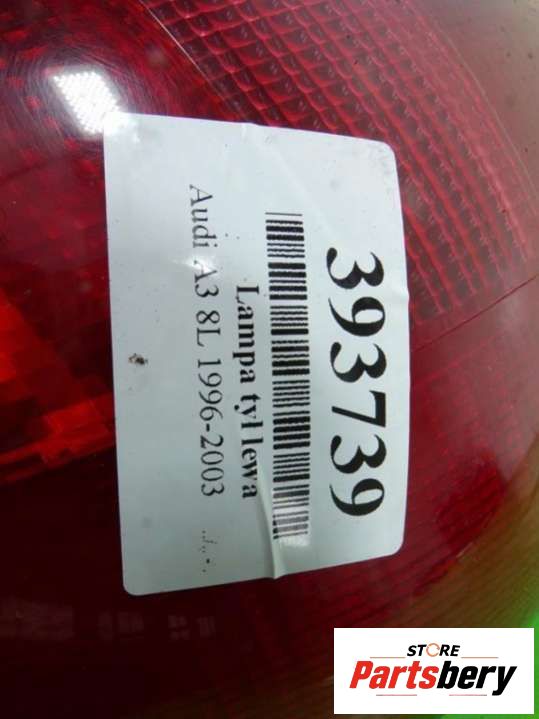 393739
Lampa tył lewa
Audi A3 8L 1996-2003
STORE
Partsbery